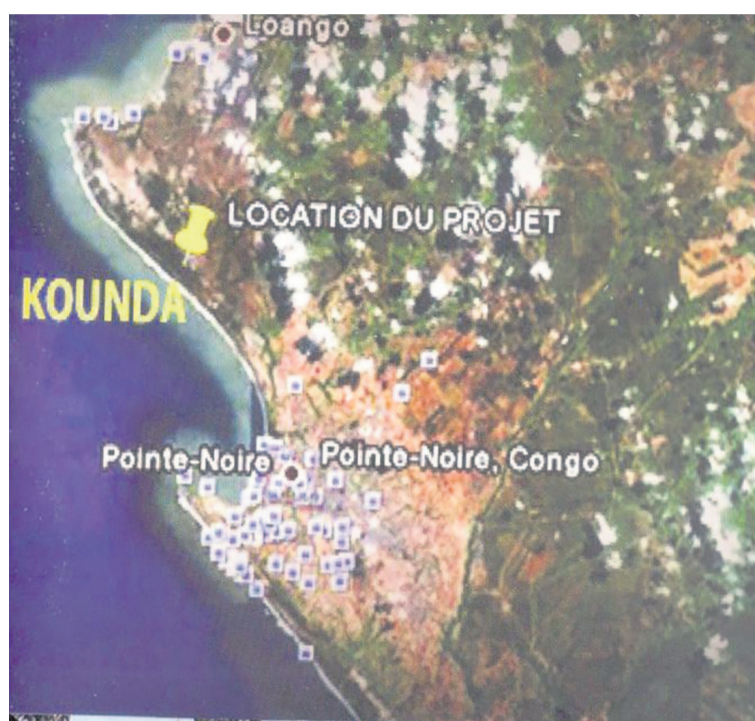 Loango
LOCATION DU PROJET
KOUNDA
Pointe-Noire
Pointe-Noire, Congo